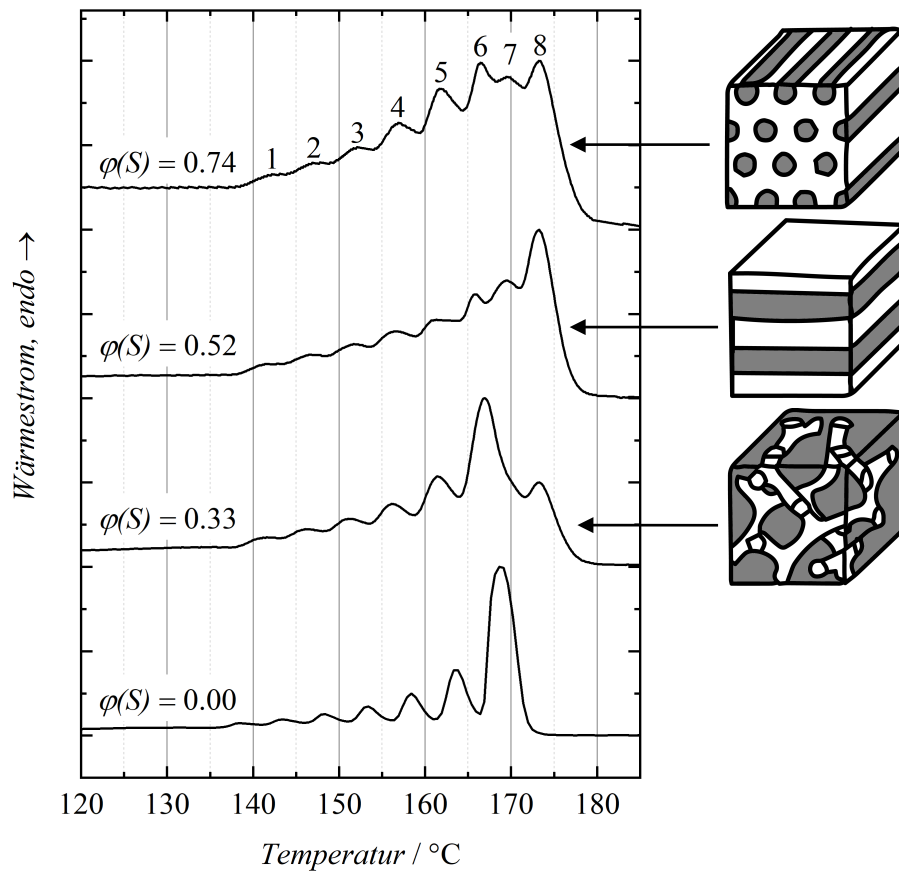 1 2 3 4 5 6 7 8
φ(S) = 0.74
φ(S) = 0.52
φ(S) = 0.33
φ(S) = 0.00
Wärmestrom, endo →
120 130 140 150 160 170 180
Temperatur / °C